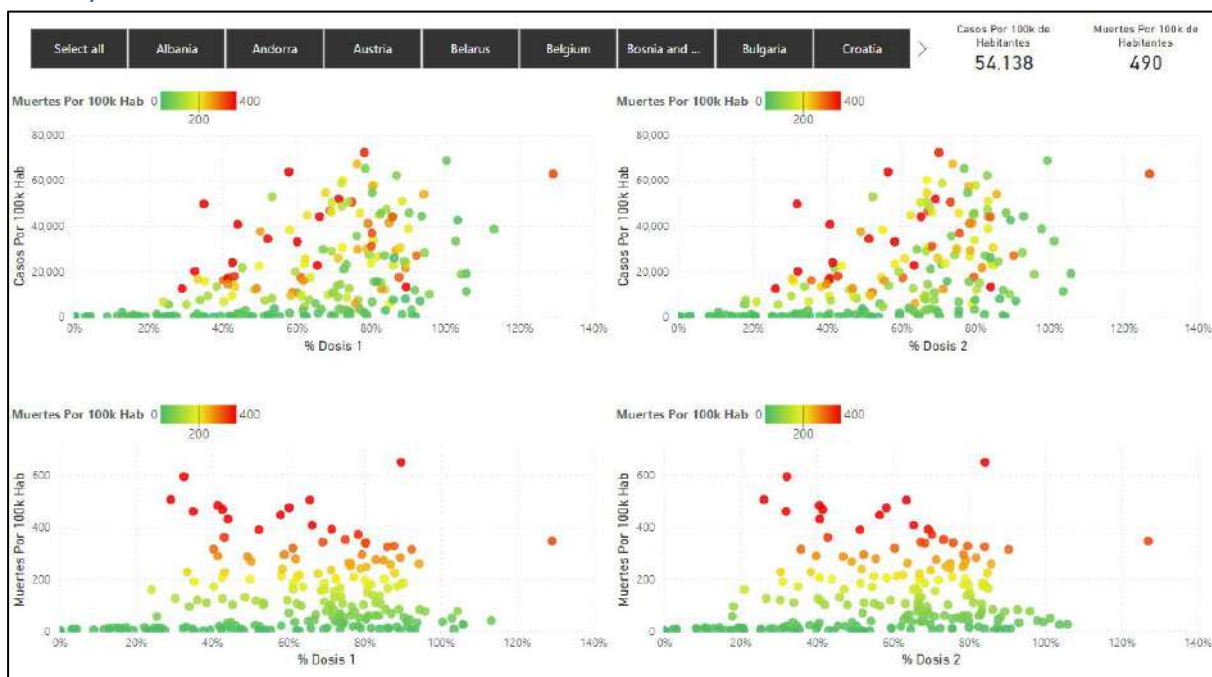 Select all
Albania
Andorra
Austria
Belarus
Belgium
Bosnia and ...
Bulgaria
Croatia
Casos Por 100k de
Habitantes
54.138
Muertes Por 100k de
Habitantes
490
Muertes Por 100k Hab 0 400
200
Casos Por 100k Hab
80,000
60,000
40,000
20,000
0
0% 20% 40% 60% 80% 100% 120% 140%
% Dosis 1
Muertes Por 100k Hab 0 400
200
Casos Por 100k Hab
80,000
60,000
40,000
20,000
0
0% 20% 40% 60% 80% 100% 120% 140%
% Dosis 2
Muertes Por 100k Hab 0 400
200
Muertes Por 100k Hab
600
400
200
0
0% 20% 40% 60% 80% 100% 120% 140%
% Dosis 1
Muertes Por 100k Hab 0 400
200
Muertes Por 100k Hab
600
400
200
0
0% 20% 40% 60% 80% 100% 120% 140%
% Dosis 2